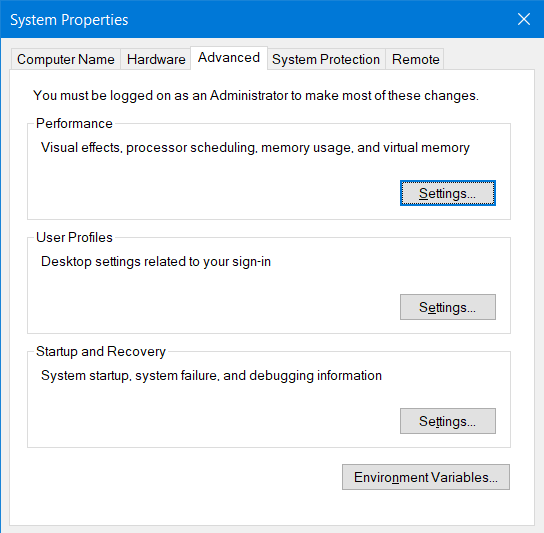 System Properties
Computer Name Hardware Advanced System Protection Remote
You must be logged on as an Administrator to make most of these changes.
Performance
Visual effects, processor scheduling, memory usage, and virtual memory
Settings...
User Profiles
Desktop settings related to your sign-in
Settings...
Startup and Recovery
System startup, system failure, and debugging information
Settings...
Environment Variables...